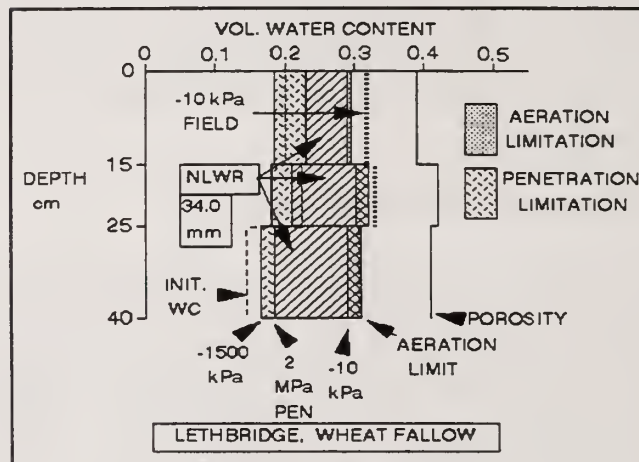 VOL. WATER CONTENT
0 0.1 0.2 0.3 0.4 0.5
0
-10 kPa
FIELD
AERATION
LIMITATION
15
NLWR
PENETRATION
LIMITATION
DEPTH
cm
34.0
mm
25
INIT.
WC
40
POROSITY
-1500
kPa
2
MPa
PEN
-10
kPa
AERATION
LIMIT
LETHBRIDGE, WHEAT FALLOW